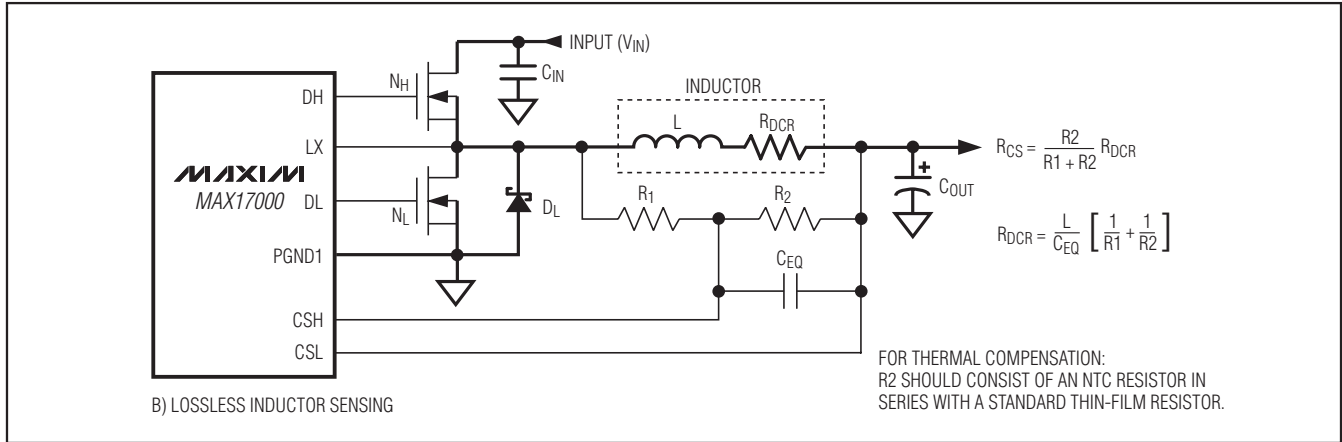 INPUT (VIN)
NH
CIN
DH
INDUCTOR
L
RDCR
LX
RCS = R2 / R1 + R2 RDCR
MAXIM
MAX17000
DL
NL
DL
R1
R2
COUT
+
RDCR = L / CEQ [ 1 / R1 + 1 / R2 ]
PGND1
CEQ
CSH
CSL
FOR THERMAL COMPENSATION:
R2 SHOULD CONSIST OF AN NTC RESISTOR IN
SERIES WITH A STANDARD THIN-FILM RESISTOR.
B) LOSSLESS INDUCTOR SENSING